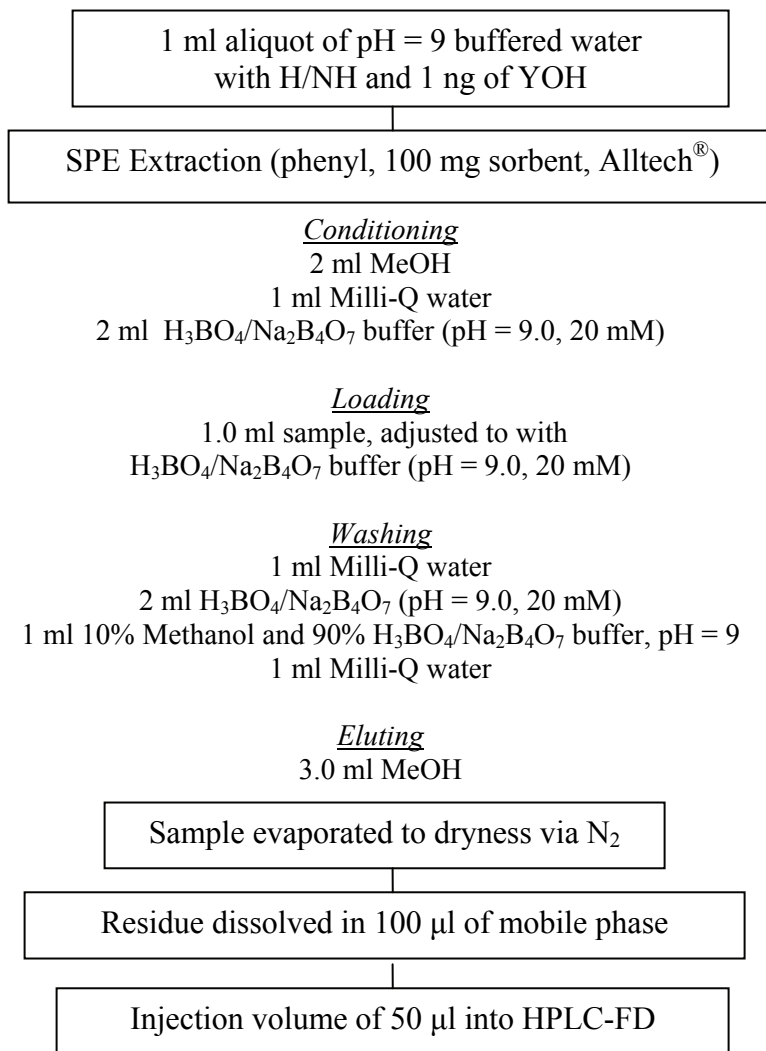 1 ml aliquot of pH = 9 buffered water
with H/NH and 1 ng of YOH
SPE Extraction (phenyl, 100 mg sorbent, Alltech®)
Conditioning
2 ml MeOH
1 ml Milli-Q water
2 ml H₃BO₄/Na₂B₄O₇ buffer (pH = 9.0, 20 mM)
Loading
1.0 ml sample, adjusted to with
H₃BO₄/Na₂B₄O₇ buffer (pH = 9.0, 20 mM)
Washing
1 ml Milli-Q water
2 ml H₃BO₄/Na₂B₄O₇ (pH = 9.0, 20 mM)
1 ml 10% Methanol and 90% H₃BO₄/Na₂B₄O₇ buffer, pH = 9
1 ml Milli-Q water
Eluting
3.0 ml MeOH
Sample evaporated to dryness via N₂
Residue dissolved in 100 μl of mobile phase
Injection volume of 50 μl into HPLC-FD